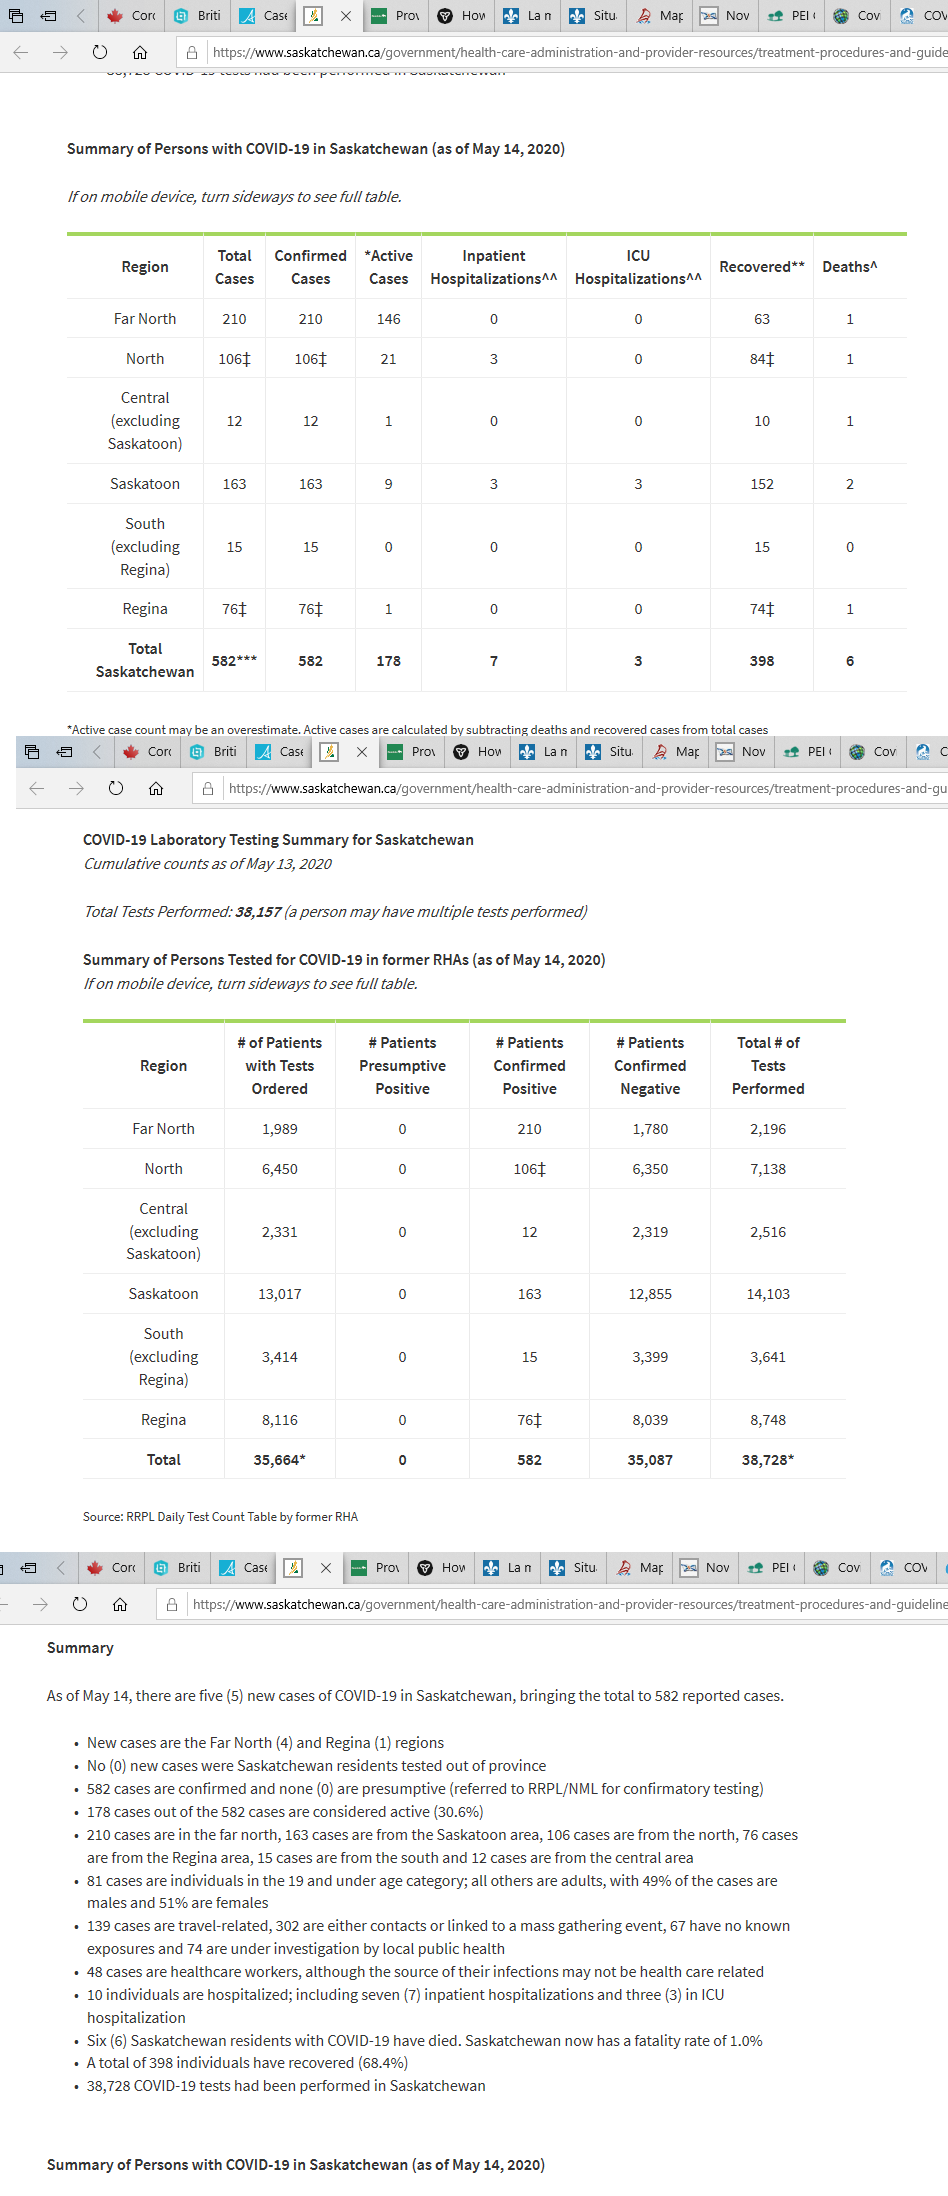 Corc Briti Case Prov How La n Situ Map Nov PEI Cov COV
https://www.saskatchewan.ca/government/health-care-administration-and-provider-resources/treatment-procedures-and-guide
38,728 COVID-19 tests had been performed in Saskatchewan
Summary of Persons with COVID-19 in Saskatchewan (as of May 14, 2020)
If on mobile device, turn sideways to see full table.
Region Total Cases Confirmed Cases *Active Cases Inpatient Hospitalizations^^ ICU Hospitalizations^^ Recovered** Deaths^
Far North 210 210 146 0 0 63 1
North 106‡ 106‡ 21 3 0 84‡ 1
Central (excluding Saskatoon) 12 12 1 0 0 10 1
Saskatoon 163 163 9 3 3 152 2
South (excluding Regina) 15 15 0 0 0 15 0
Regina 76‡ 76‡ 1 0 0 74‡ 1
Total Saskatchewan 582*** 582 178 7 3 398 6
*Active case count may be an overestimate. Active cases are calculated by subtracting deaths and recovered cases from total cases
Corc Briti Case Prov How La n Situ Map Nov PEI Cov C
https://www.saskatchewan.ca/government/health-care-administration-and-provider-resources/treatment-procedures-and-gu
COVID-19 Laboratory Testing Summary for Saskatchewan
Cumulative counts as of May 13, 2020
Total Tests Performed: 38,157 (a person may have multiple tests performed)
Summary of Persons Tested for COVID-19 in former RHAs (as of May 14, 2020)
If on mobile device, turn sideways to see full table.
Region # of Patients with Tests Ordered # Patients Presumptive Positive # Patients Confirmed Positive # Patients Confirmed Negative Total # of Tests Performed
Far North 1,989 0 210 1,780 2,196
North 6,450 0 106‡ 6,350 7,138
Central (excluding Saskatoon) 2,331 0 12 2,319 2,516
Saskatoon 13,017 0 163 12,855 14,103
South (excluding Regina) 3,414 0 15 3,399 3,641
Regina 8,116 0 76‡ 8,039 8,748
Total 35,664* 0 582 35,087 38,728*
Source: RRPL Daily Test Count Table by former RHA
Corc Briti Case Prov How La n Situ Map Nov PEI Cov COV
https://www.saskatchewan.ca/government/health-care-administration-and-provider-resources/treatment-procedures-and-guideline
Summary
As of May 14, there are five (5) new cases of COVID-19 in Saskatchewan, bringing the total to 582 reported cases.
• New cases are the Far North (4) and Regina (1) regions
• No (0) new cases were Saskatchewan residents tested out of province
• 582 cases are confirmed and none (0) are presumptive (referred to RRPL/NML for confirmatory testing)
• 178 cases out of the 582 cases are considered active (30.6%)
• 210 cases are in the far north, 163 cases are from the Saskatoon area, 106 cases are from the north, 76 cases
are from the Regina area, 15 cases are from the south and 12 cases are from the central area
• 81 cases are individuals in the 19 and under age category; all others are adults, with 49% of the cases are
males and 51% are females
• 139 cases are travel-related, 302 are either contacts or linked to a mass gathering event, 67 have no known
exposures and 74 are under investigation by local public health
• 48 cases are healthcare workers, although the source of their infections may not be health care related
• 10 individuals are hospitalized; including seven (7) inpatient hospitalizations and three (3) in ICU
hospitalization
• Six (6) Saskatchewan residents with COVID-19 have died. Saskatchewan now has a fatality rate of 1.0%
• A total of 398 individuals have recovered (68.4%)
• 38,728 COVID-19 tests had been performed in Saskatchewan
Summary of Persons with COVID-19 in Saskatchewan (as of May 14, 2020)